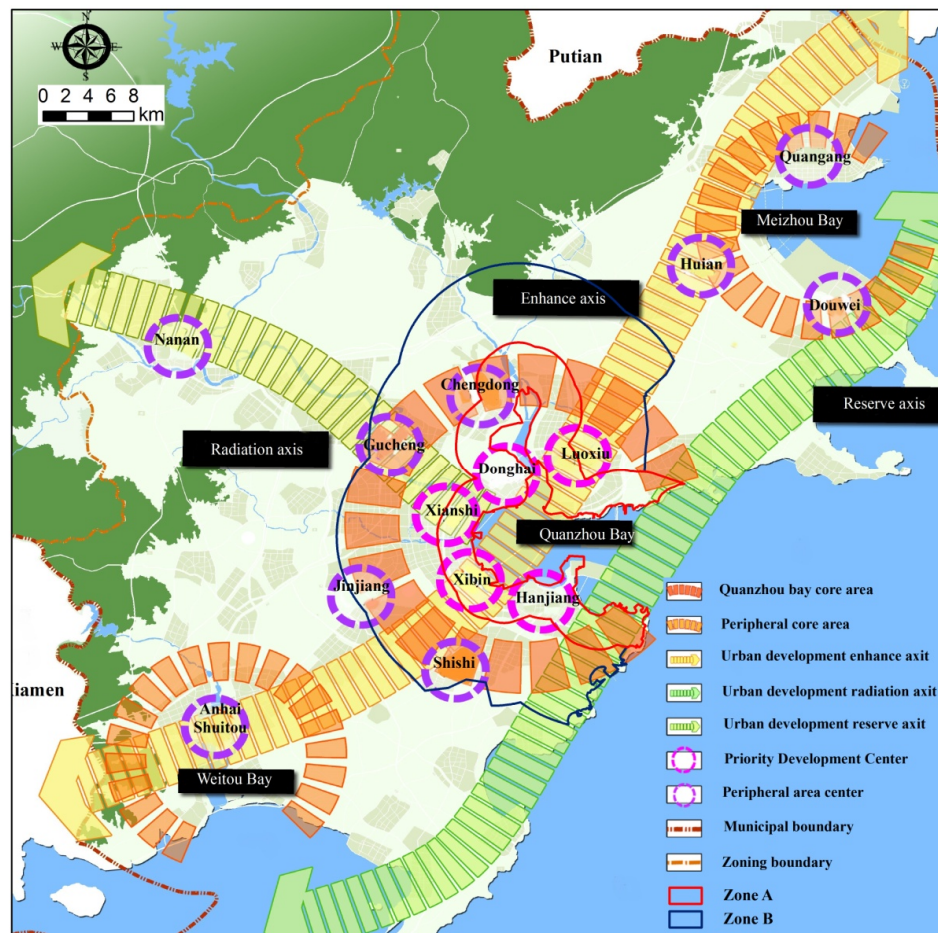 Putian
W
N
E
S
0 2 4 6 8
km
Quangang
Meizhou Bay
Huian
Enhance axis
Douwei
Nanan
Chengdong
Reserve axis
Gucheng
Radiation axis
Luoxiu
Donghai
Xianshi
Quanzhou Bay
Xibin
Jinjiang
Hanjiang
Shishi
iamen
Anhai
Shuitou
Weitou Bay
Quanzhou bay core area
Peripheral core area
Urban development enhance axit
Urban development radiation axit
Urban development reserve axit
Priority Development Center
Peripheral area center
Municipal boundary
Zoning boundary
Zone A
Zone B